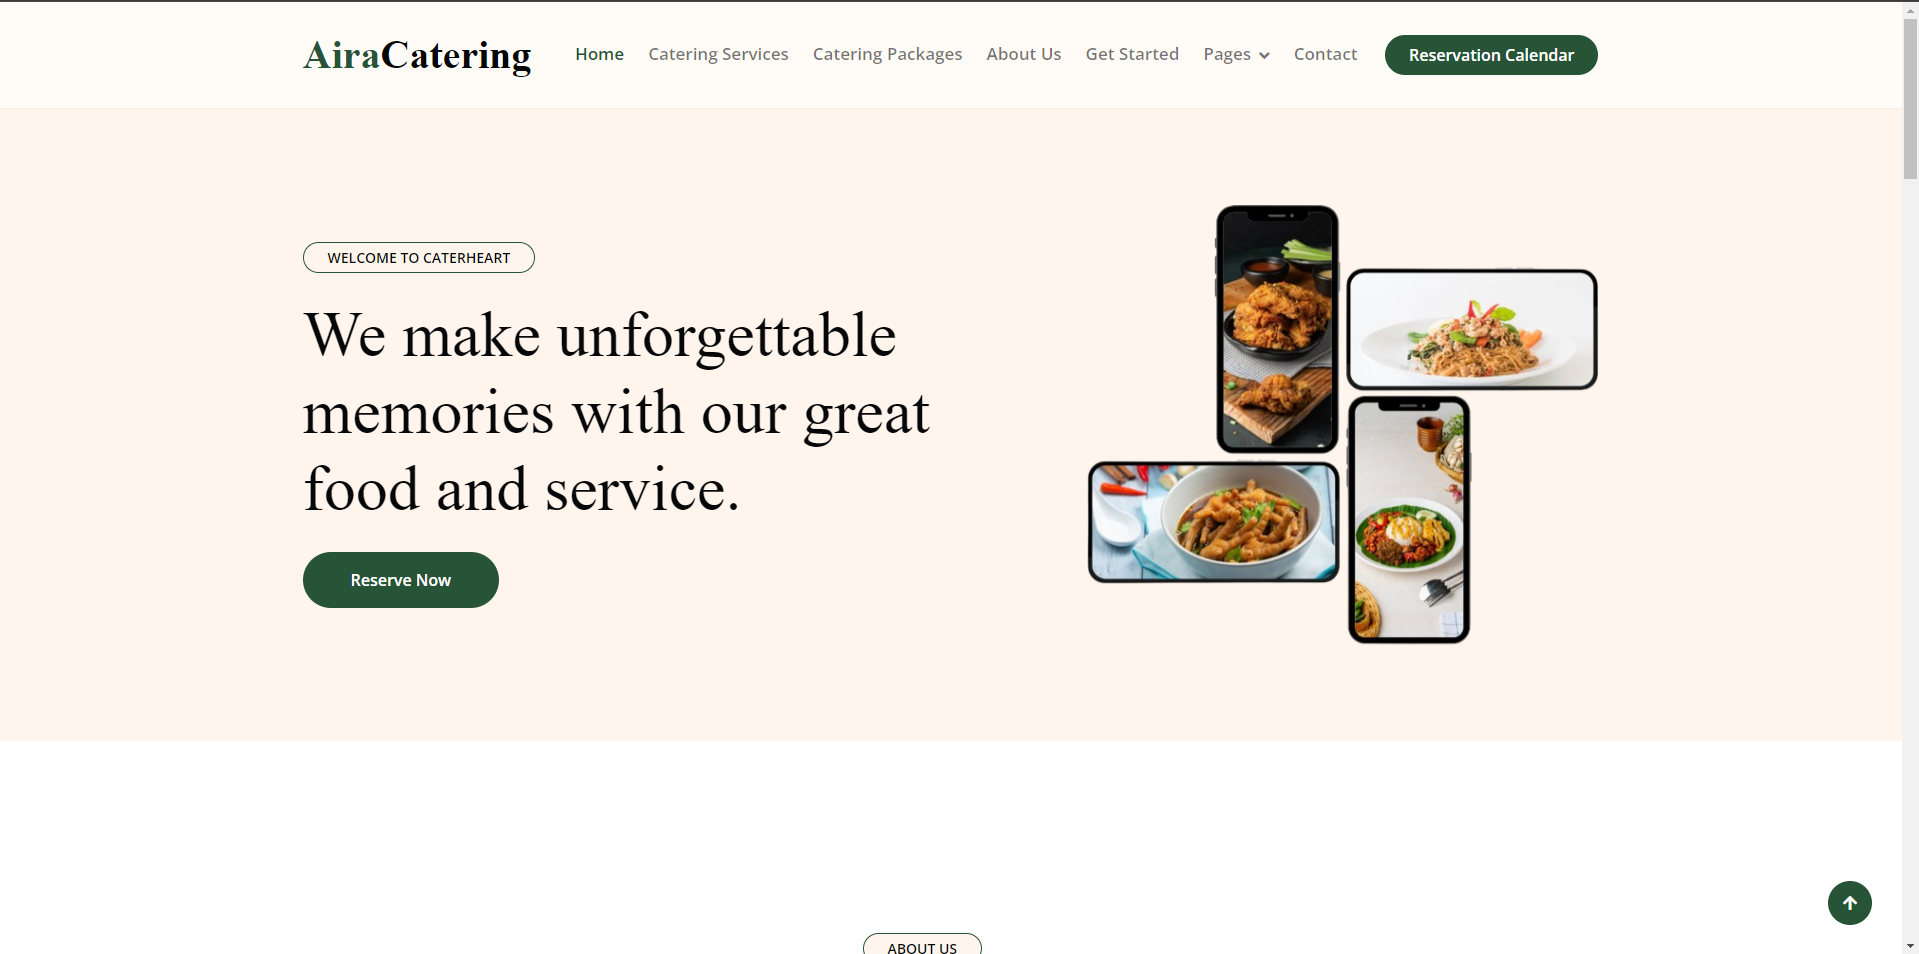 AiraCatering
Home Catering Services Catering Packages About Us Get Started Pages Contact Reservation Calendar
WELCOME TO CATERHEART
We make unforgettable
memories with our great
food and service.
Reserve Now
ABOUT US